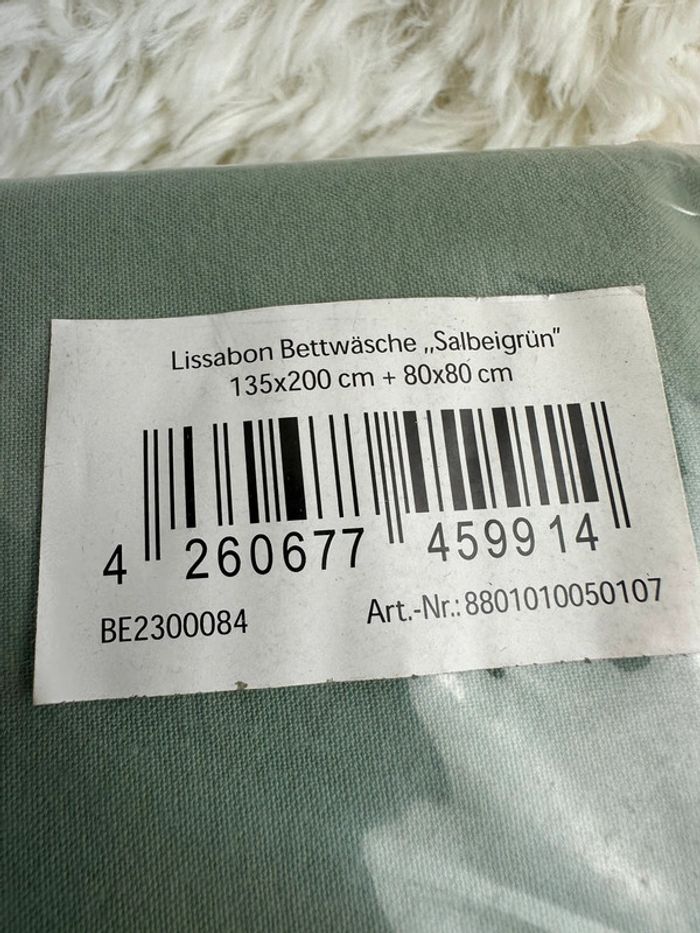 Lissabon Bettwäsche „Salbeigrün"
135x200 cm + 80x80 cm
4 260677 459914
BE2300084 Art.-Nr.: 8801010050107